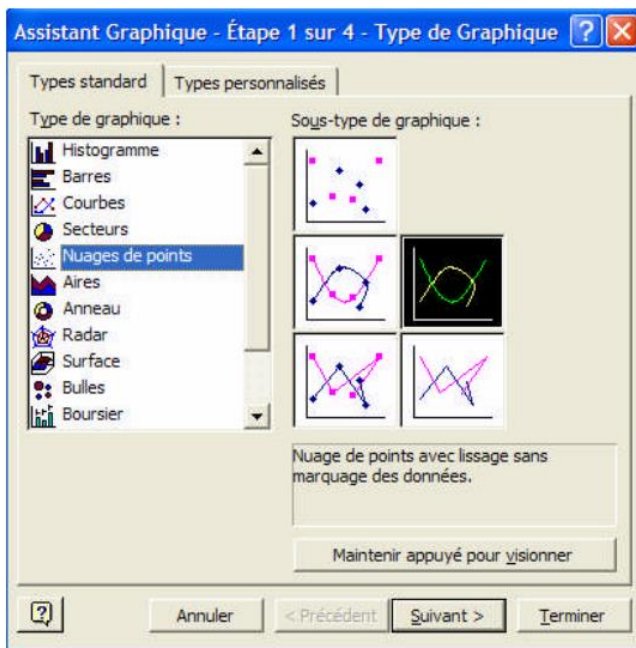 Assistant Graphique - Étape 1 sur 4 - Type de Graphique
Types standard
Types personnalisés
Type de graphique :
Histogramme
Barres
Courbes
Secteurs
Nuages de points
Aires
Anneau
Radar
Surface
Bulles
Boursier
Sous-type de graphique :
Nuage de points avec lissage sans
marquage des données.
Maintenir appuyé pour visionner
Annuler
< Précédent
Suivant >
Terminer